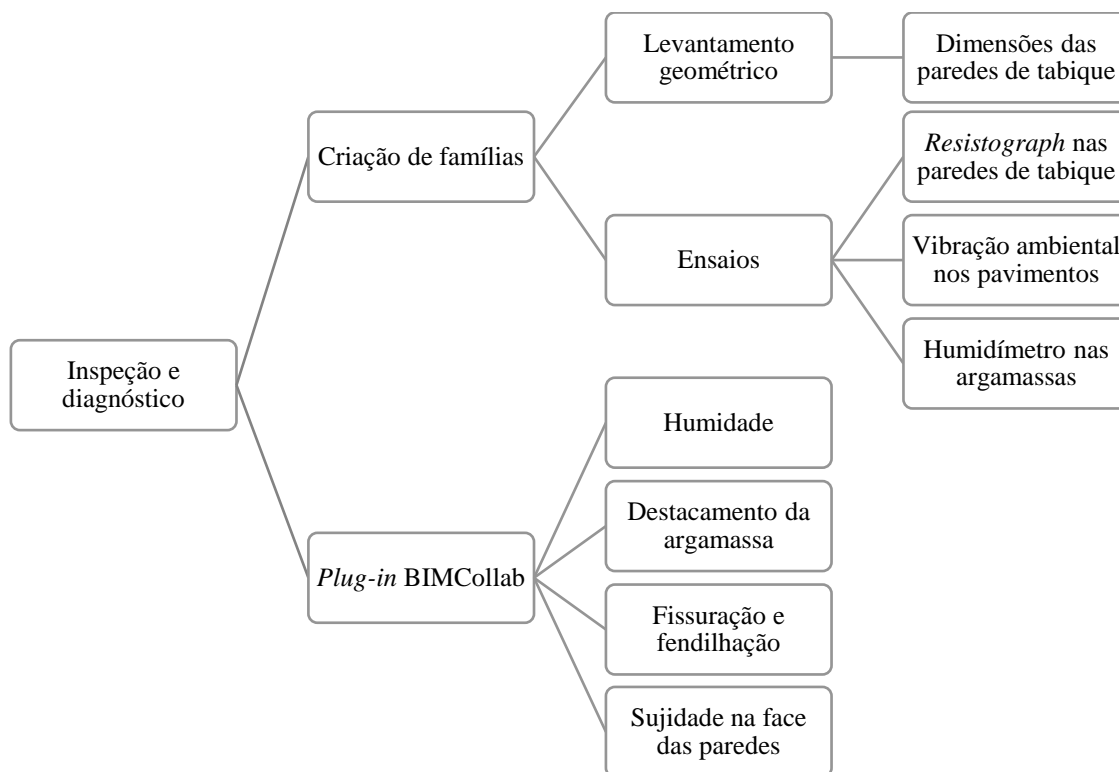 Levantamento
geométrico
Dimensões das
paredes de tabique
Criação de famílias
Resistograph nas
paredes de tabique
Ensaios
Vibração ambiental
nos pavimentos
Humidímetro nas
argamassas
Inspeção e
diagnóstico
Humidade
Destacamento da
argamassa
Plug-in BIMCollab
Fissuração e
fendilhação
Sujidade na face
das paredes